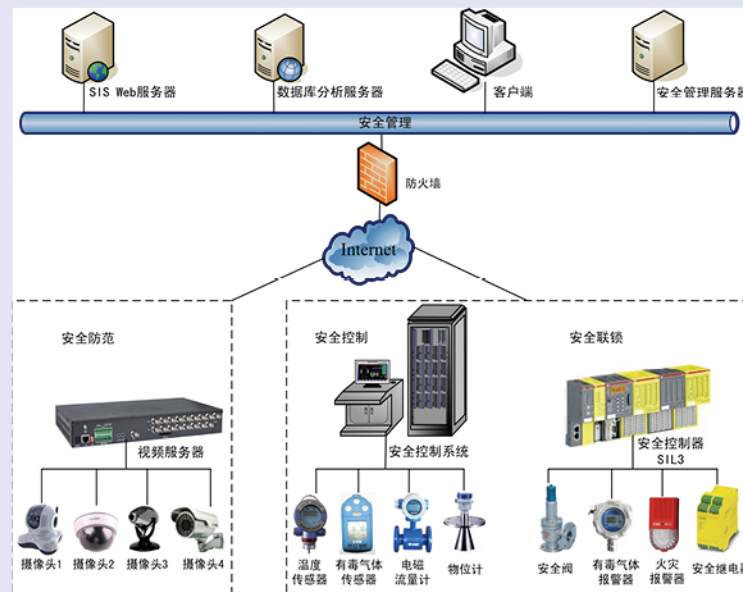 SIS Web服务器
数据库分析服务器
客户端
安全管理服务器
安全管理
防火墙
Internet
安全防范
安全控制
安全联锁
视频服务器
安全控制系统
安全控制器
SIL3
摄像头1
摄像头2
摄像头3
摄像头4
温度
传感器
有毒气体
传感器
电磁
流量计
物位计
安全阀
有毒气体
报警器
火灾
报警器
安全继电器